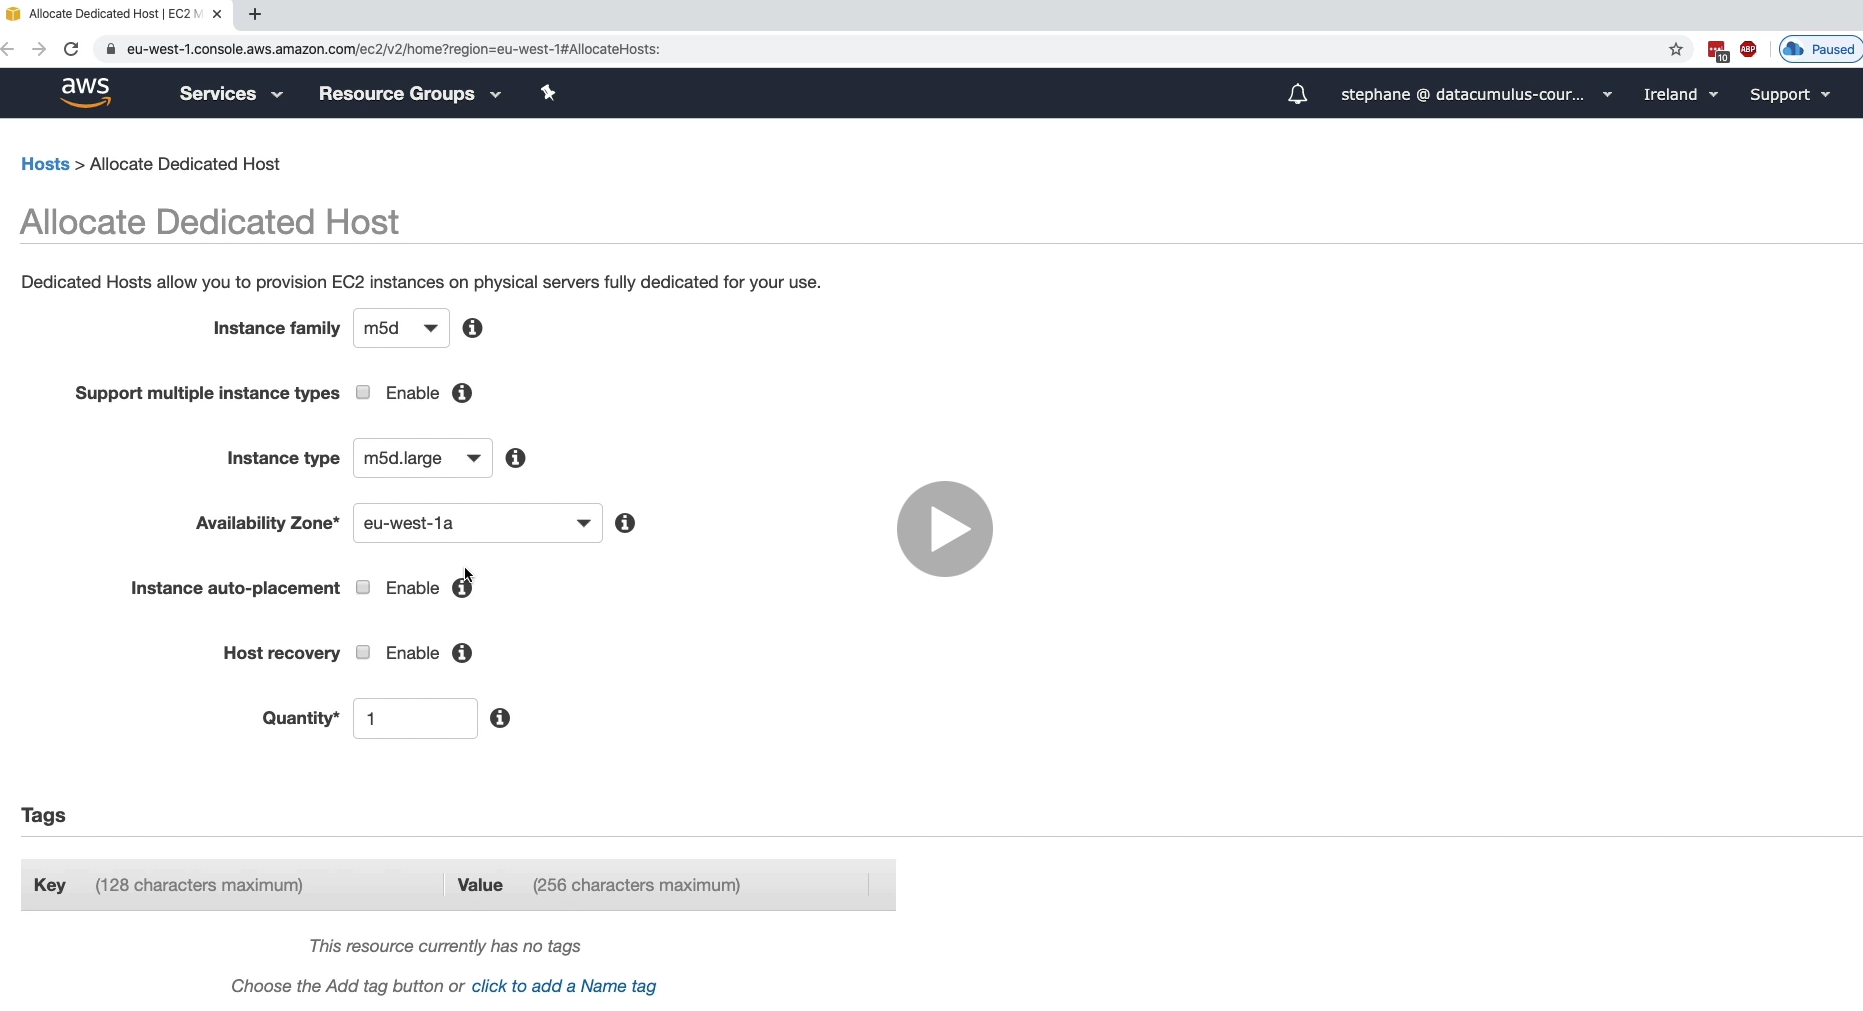 Allocate Dedicated Host | EC2 M
eu-west-1.console.aws.amazon.com/ec2/v2/home?region=eu-west-1#AllocateHosts:
10
ABP
Paused
aws
Services
Resource Groups
stephane @ datacumulus-cour...
Ireland
Support
Hosts > Allocate Dedicated Host
Allocate Dedicated Host
Dedicated Hosts allow you to provision EC2 instances on physical servers fully dedicated for your use.
Instance family m5d
Support multiple instance types Enable
Instance type m5d.large
Availability Zone* eu-west-1a
Instance auto-placement Enable
Host recovery Enable
Quantity* 1
Tags
Key (128 characters maximum) Value (256 characters maximum)
This resource currently has no tags
Choose the Add tag button or click to add a Name tag